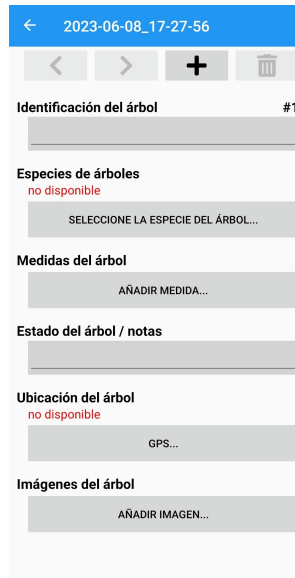 2023-06-08_17-27-56
Identificación del árbol #1
Especies de árboles
no disponible
SELECCIONE LA ESPECIE DEL ÁRBOL...
Medidas del árbol
AÑADIR MEDIDA...
Estado del árbol / notas
Ubicación del árbol
no disponible
GPS...
Imágenes del árbol
AÑADIR IMAGEN...